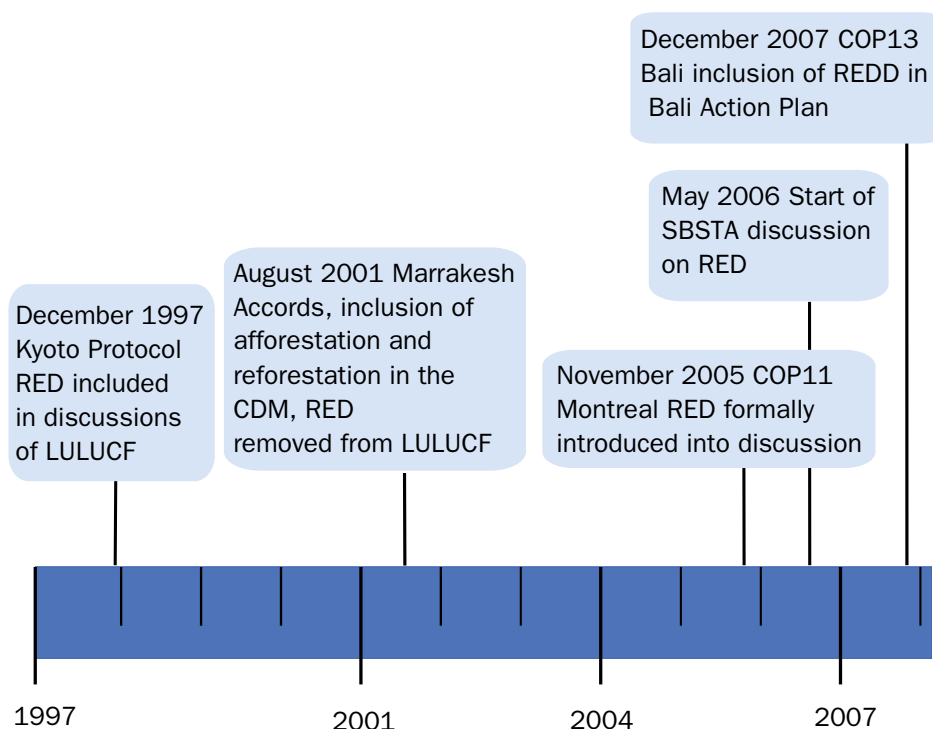 December 1997
Kyoto Protocol
RED included
in discussions
of LULUCF
August 2001 Marrakesh
Accords, inclusion of
afforestation and
reforestation in the
CDM, RED
removed from LULUCF
November 2005 COP11
Montreal RED formally
introduced into discussion
May 2006 Start of
SBSTA discussion
on RED
December 2007 COP13
Bali inclusion of REDD in
Bali Action Plan
1997
2001
2004
2007